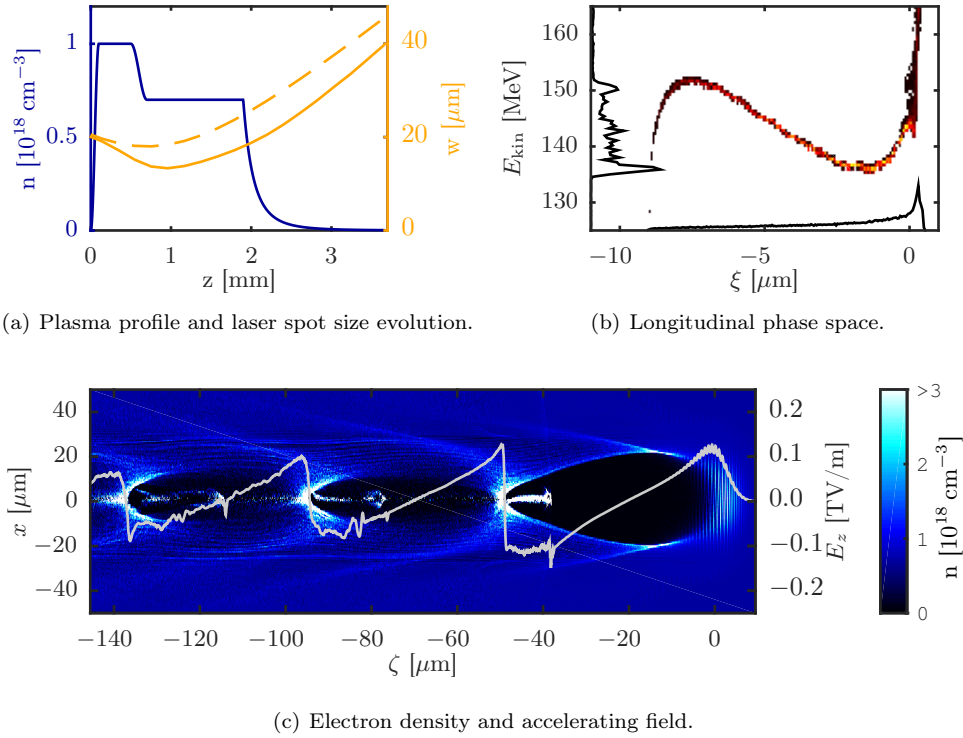 1
0.5
0
n [10^18 cm^−3]
40
20
0
w [μm]
0 1 2 3
z [mm]
(a) Plasma profile and laser spot size evolution.
160
150
140
130
E_kin [MeV]
−10 −5 0
ξ [μm]
(b) Longitudinal phase space.
40
20
0
−20
−40
x [μm]
0.2
0.1
0.0
−0.1
−0.2
E_z [TV/m]
>3
2
1
0
n [10^18 cm^−3]
−140 −120 −100 −80 −60 −40 −20 0
ζ [μm]
(c) Electron density and accelerating field.